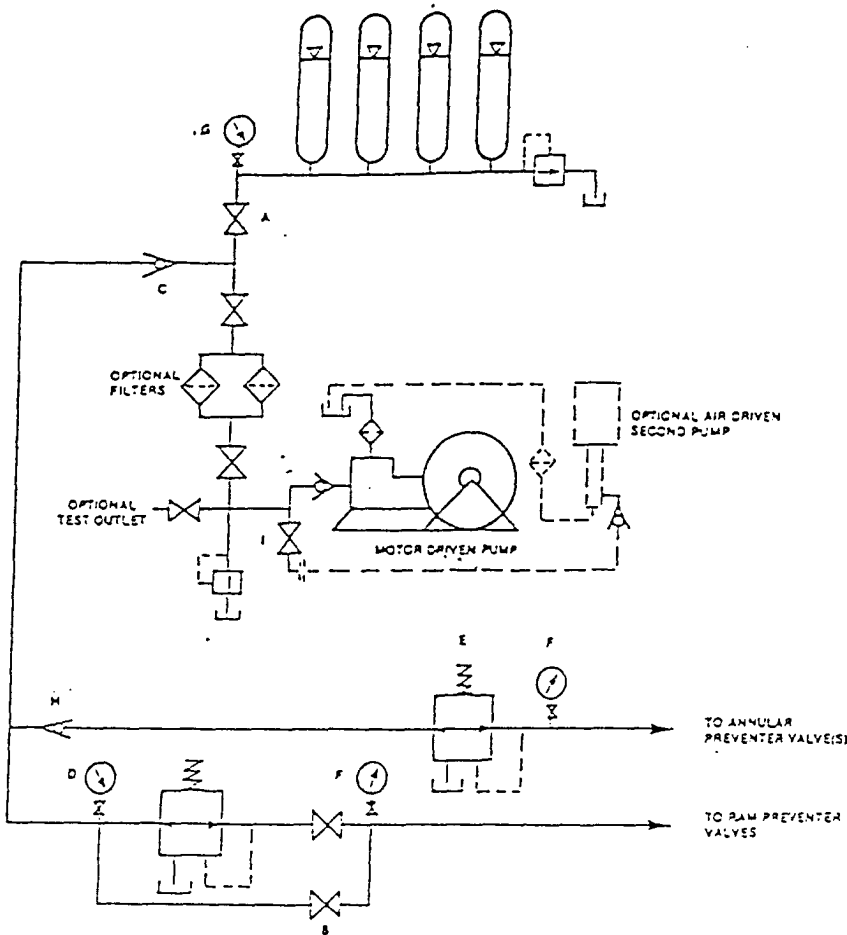 G
A
C
OPTIONAL
FILTERS
OPTIONAL AIR DRIVEN
SECOND PUMP
OPTIONAL
TEST OUTLET
I
MOTOR DRIVEN PUMP
E
F
H
TO ANNULAR
PREVENTER VALVE(S)
D
F
TO RAM PREVENTER
VALVES
B